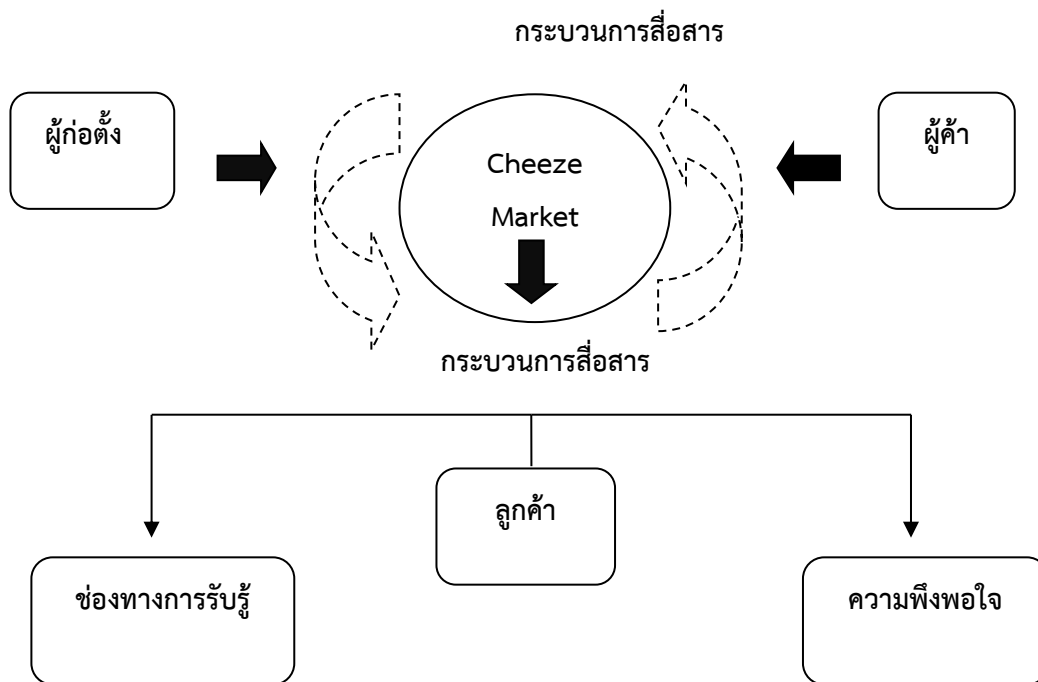 กระบวนการสื่อสาร
ผู้ก่อตั้ง
ผู้ค้า
Cheeze
Market
กระบวนการสื่อสาร
ลูกค้า
ช่องทางการรับรู้
ความพึงพอใจ